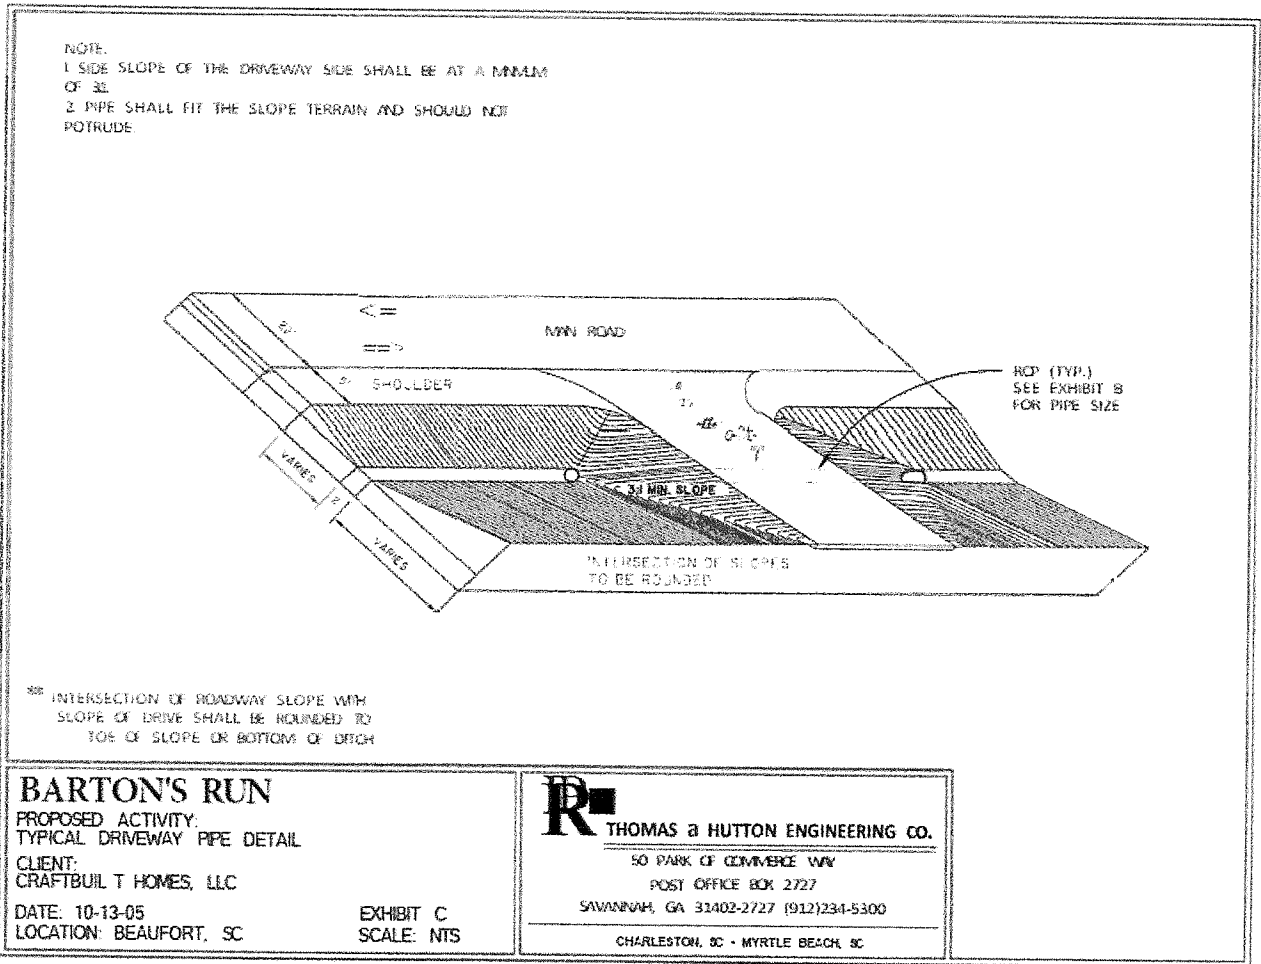 NOTE:
1 SIDE SLOPE OF THE DRIVEWAY SIDE SHALL BE AT A MINIMUM
OF 3:1.
2. PIPE SHALL FIT THE SLOPE TERRAIN AND SHOULD NOT
POTRUDE
<=
MAIN ROAD
==>
20'
5' SHOULDER
RCP (TYP.)
SEE EXHIBIT B
FOR PIPE SIZE
VARIES
2'
3:1 MIN. SLOPE
VARIES
INTERSECTION OF SLOPES
TO BE ROUNDED
** INTERSECTION OF ROADWAY SLOPE WITH
SLOPE OF DRIVE SHALL BE ROUNDED TO
TOE OF SLOPE OR BOTTOM OF DITCH
BARTON'S RUN
PROPOSED ACTIVITY:
TYPICAL DRIVEWAY PIPE DETAIL
CLIENT:
CRAFTBUIL T HOMES, LLC
DATE: 10-13-05
LOCATION: BEAUFORT, SC
EXHIBIT C
SCALE: NTS
THOMAS a HUTTON ENGINEERING CO.
50 PARK OF COMMERCE WAY
POST OFFICE BOX 2727
SAVANNAH, GA 31402-2727 (912)234-5300
CHARLESTON, SC • MYRTLE BEACH, SC